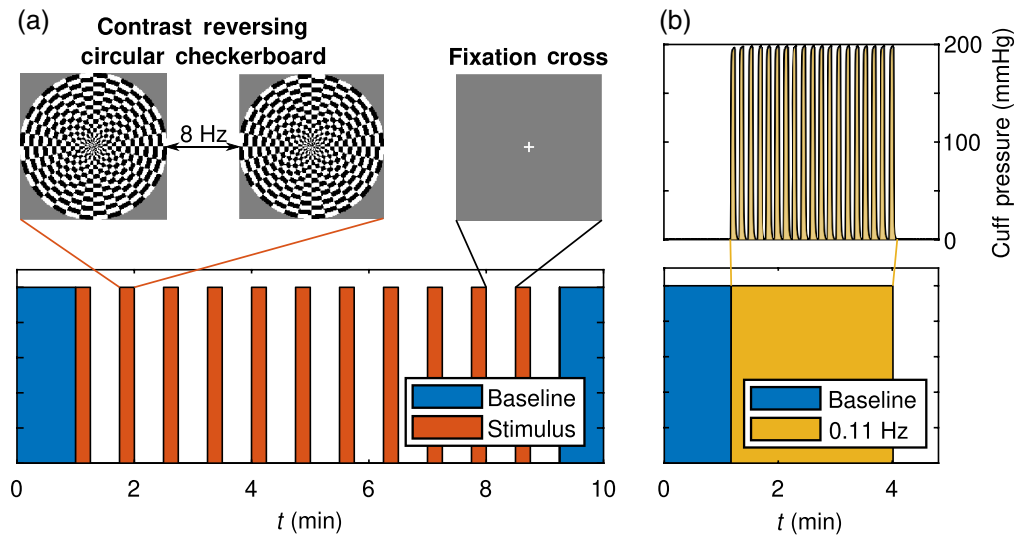 (a)
Contrast reversing
circular checkerboard
Fixation cross
8 Hz
Baseline
Stimulus
0 2 4 6 8 10
t (min)
(b)
200
100
0
Cuff pressure (mmHg)
Baseline
0.11 Hz
0 2 4
t (min)